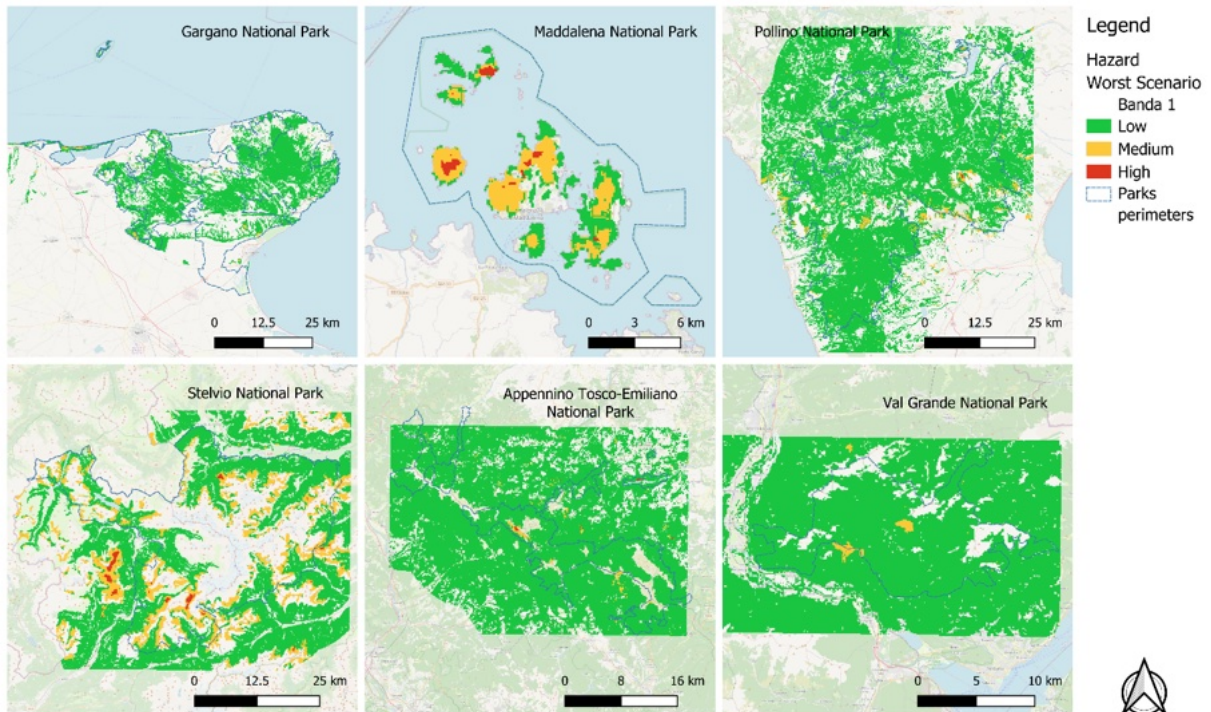 Gargano National Park
0 12.5 25 km
Maddalena National Park
0 3 6 km
Pollino National Park
0 12.5 25 km
Stelvio National Park
0 12.5 25 km
Appennino Tosco-Emiliano
National Park
0 8 16 km
Val Grande National Park
0 5 10 km
Legend
Hazard
Worst Scenario
Banda 1
Low
Medium
High
Parks
perimeters